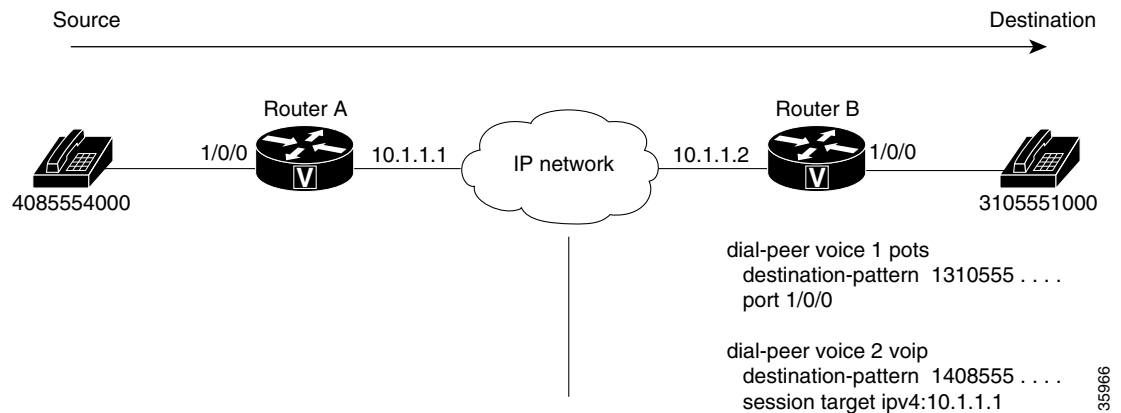 Source
Destination
Router A
Router B
1/0/0
10.1.1.1
IP network
10.1.1.2
1/0/0
V
V
4085554000
3105551000
dial-peer voice 1 pots
destination-pattern 1310555 . . . .
port 1/0/0
dial-peer voice 2 voip
destination-pattern 1408555 . . . .
session target ipv4:10.1.1.1
35966